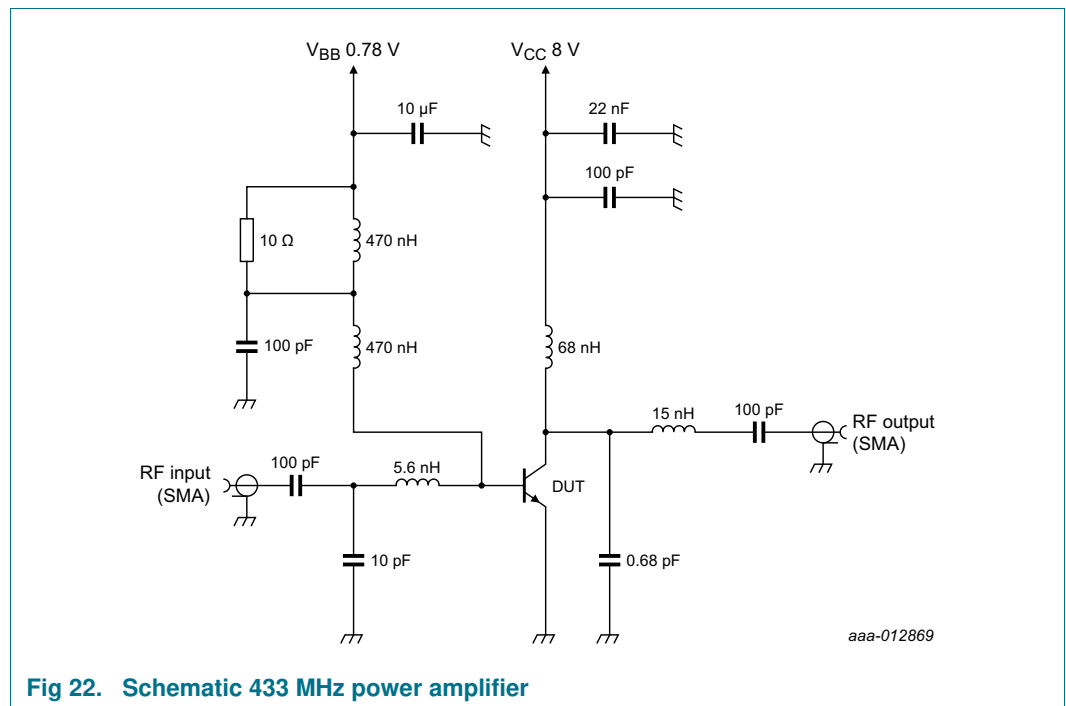 V_BB 0.78 V
V_CC 8 V
10 µF
22 nF
100 pF
10 Ω
470 nH
100 pF
470 nH
68 nH
15 nH
100 pF
RF output
(SMA)
RF input
(SMA)
100 pF
5.6 nH
DUT
10 pF
0.68 pF
aaa-012869
Fig 22. Schematic 433 MHz power amplifier